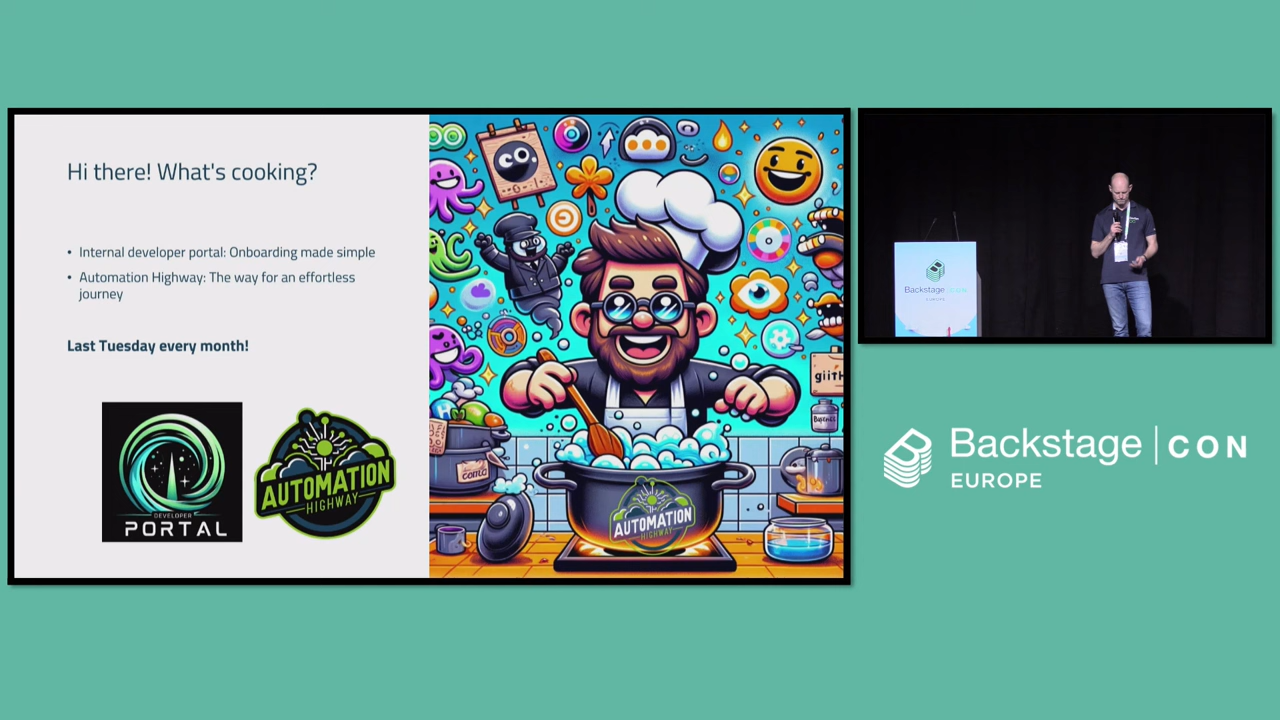 Hi there! What's cooking?
• Internal developer portal: Onboarding made simple
• Automation Highway: The way for an effortless
journey
Last Tuesday every month!
DEVELOPER
PORTAL
AUTOMATION
HIGHWAY
AUTOMATION
HIGHWAY
Backstage CON
EUROPE
Backstage | CON
EUROPE